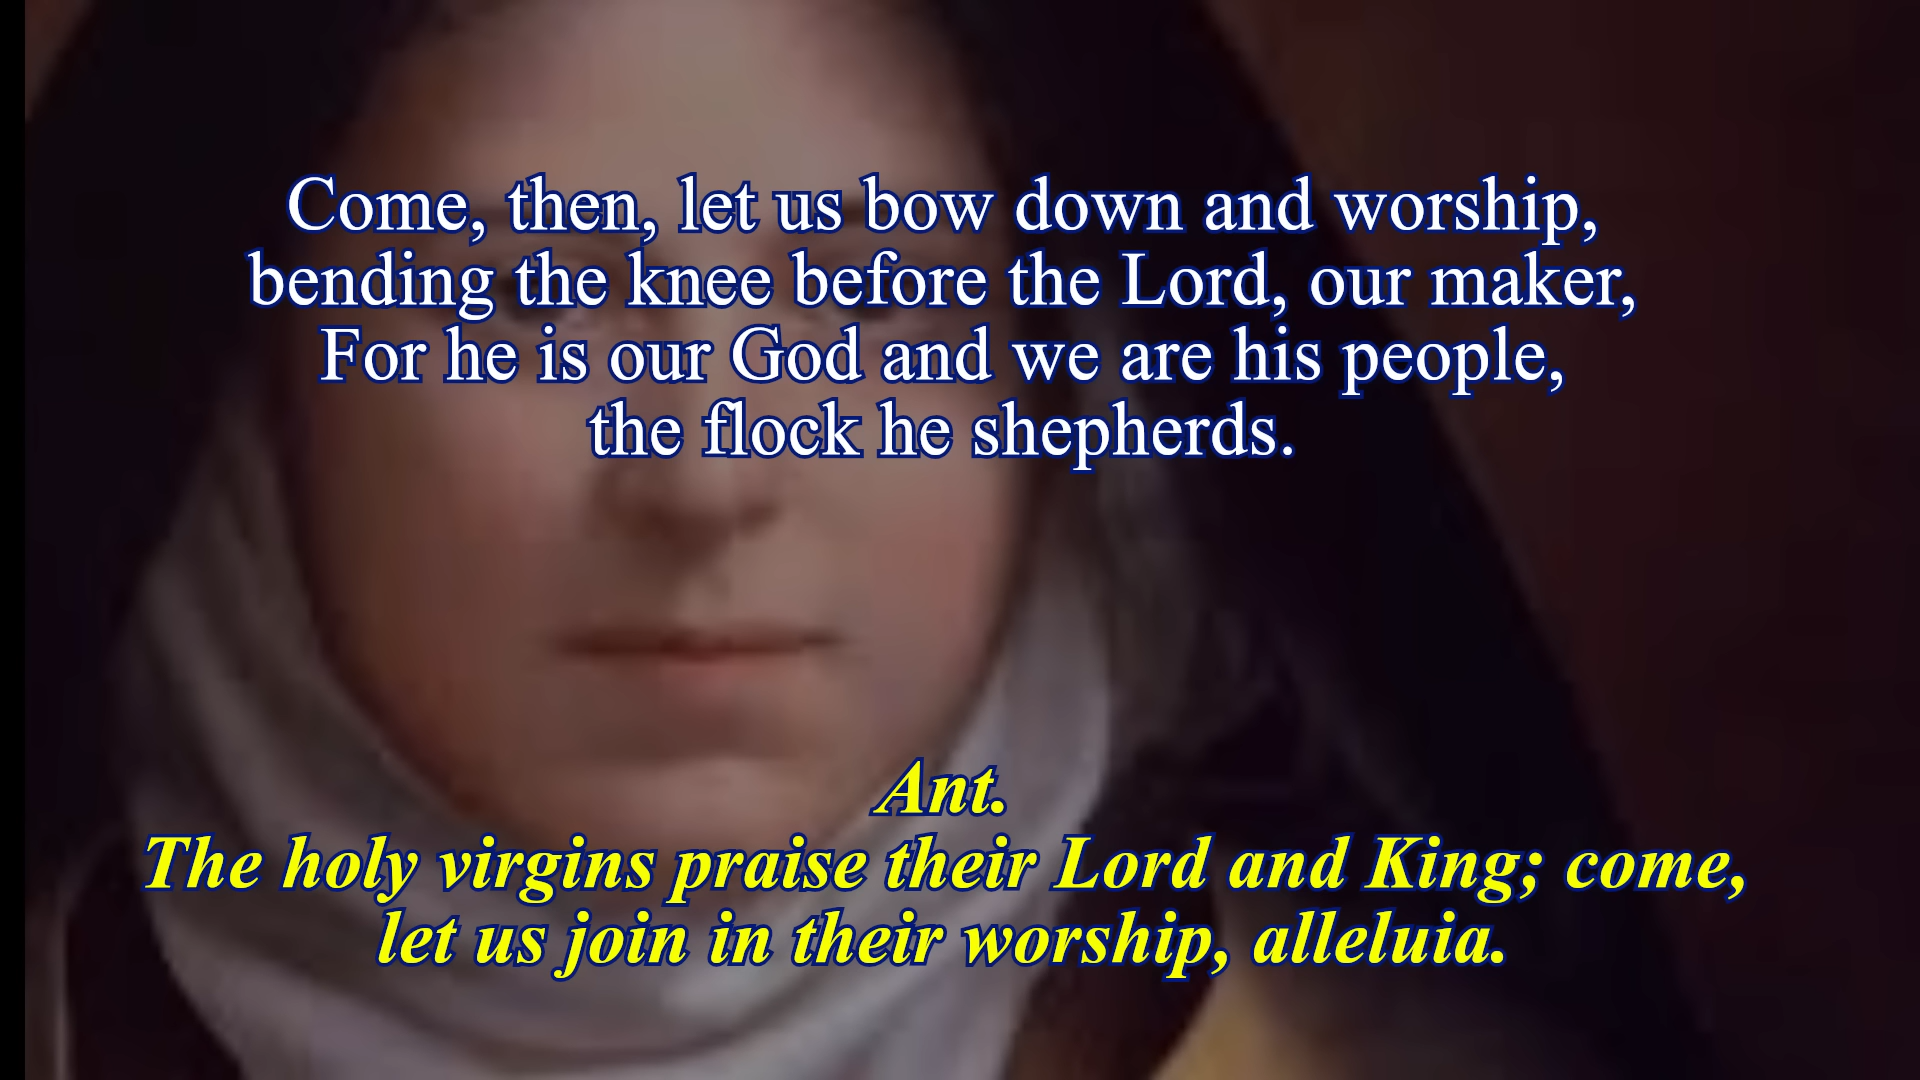 Come, then, let us bow down and worship,
bending the knee before the Lord, our maker,
For he is our God and we are his people,
the flock he shepherds.
Ant.
The holy virgins praise their Lord and King; come,
let us join in their worship, alleluia.